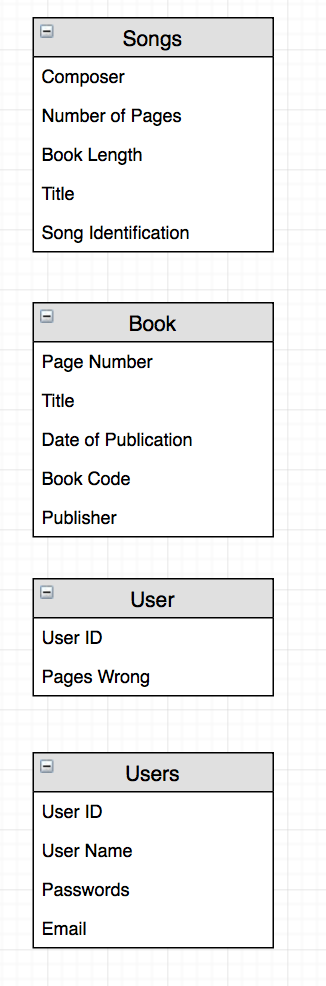 Songs
Composer
Number of Pages
Book Length
Title
Song Identification
Book
Page Number
Title
Date of Publication
Book Code
Publisher
User
User ID
Pages Wrong
Users
User ID
User Name
Passwords
Email